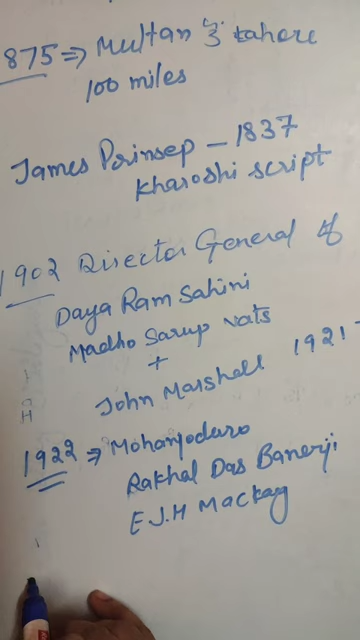 875 ⇒ Multan & Lahore
100 miles
James Prinsep – 1837
Kharoshi script
1902 Director General of
Daya Ram Sahini
Madho Sarup Vats
+
John Marshall 1921-
1922 ⇒ Mohanjodaro
Rakhal Das Banerji
E.J.H Mackay